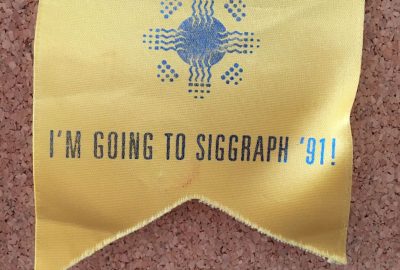 I'M GOING TO SIGGRAPH '91!